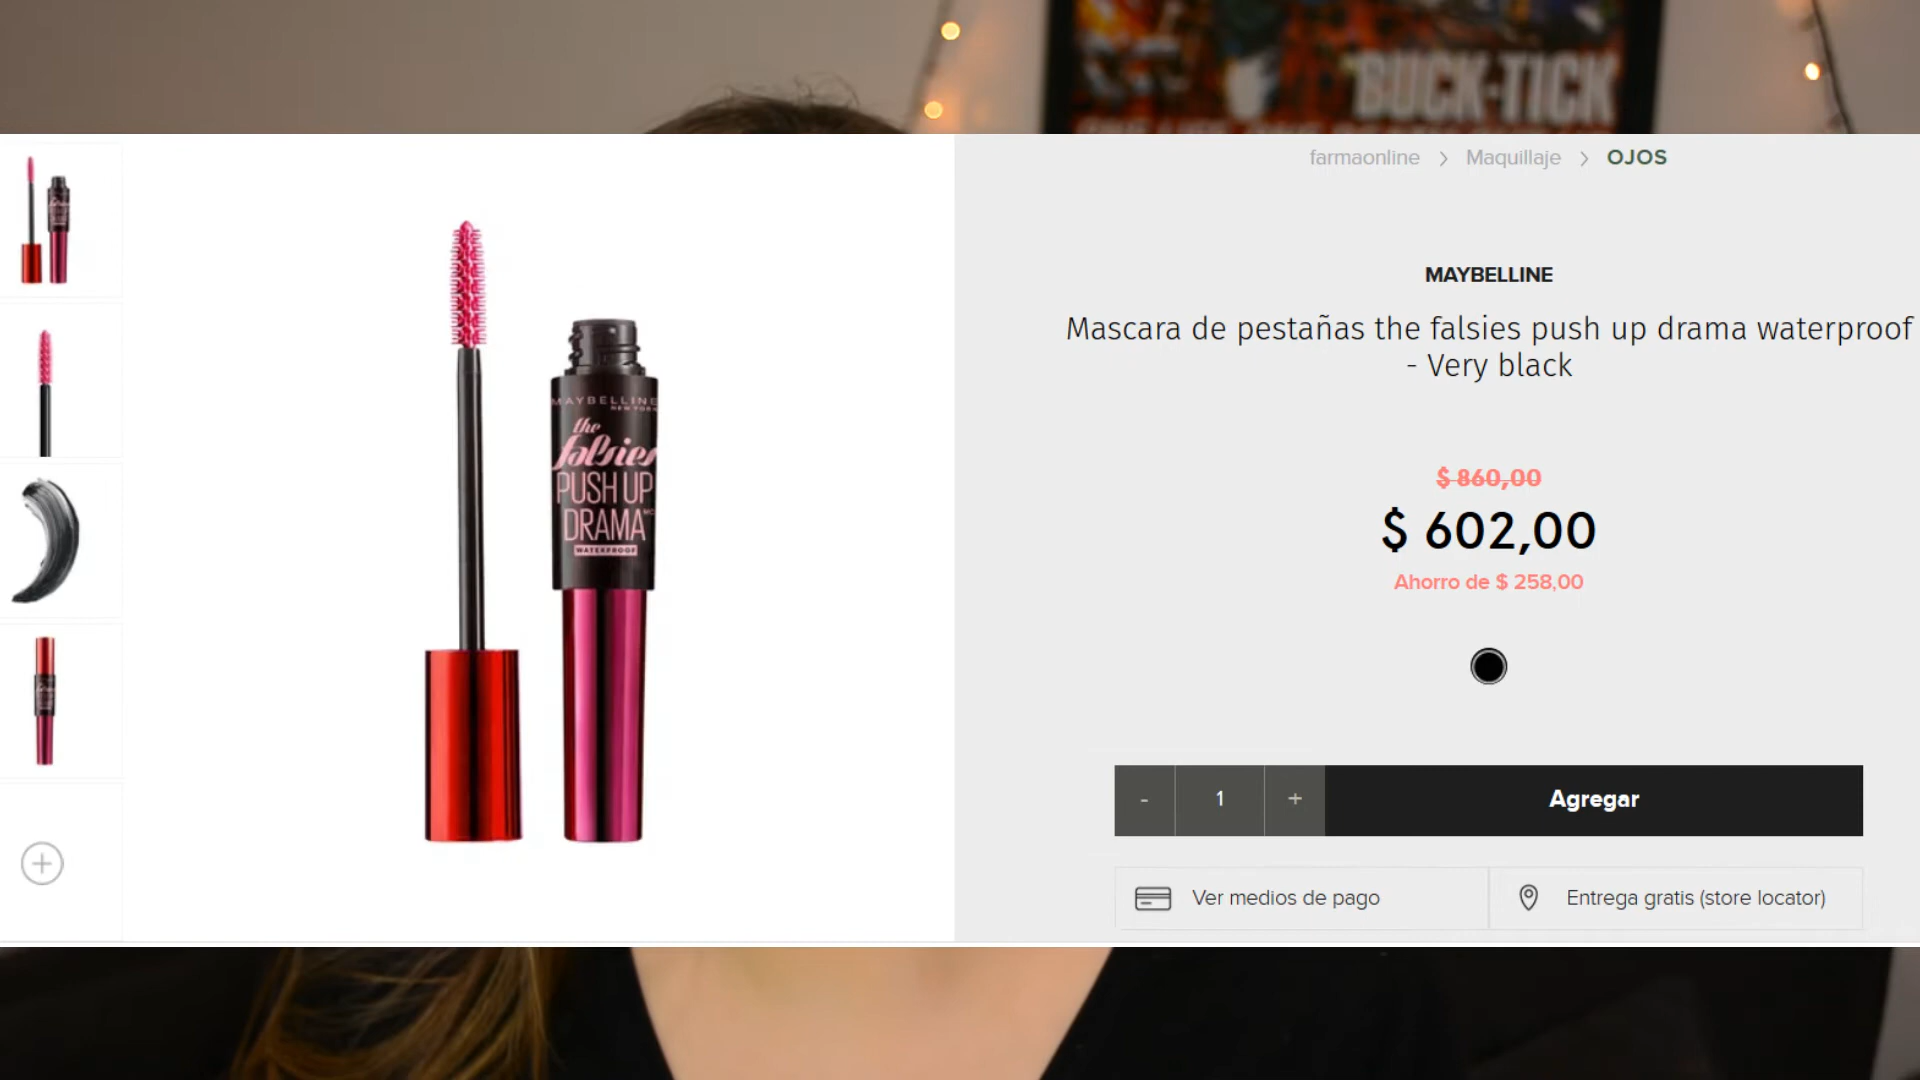 BUCK-TICK
farmaonline > Maquillaje > OJOS
MAYBELLINE
Mascara de pestañas the falsies push up drama waterproof
- Very black
$ 860,00
$ 602,00
Ahorro de $ 258,00
- 1 + Agregar
Ver medios de pago
Entrega gratis (store locator)
MAYBELLINE
NEW YORK
the
falsies
PUSH UP
DRAMA
WATERPROOF